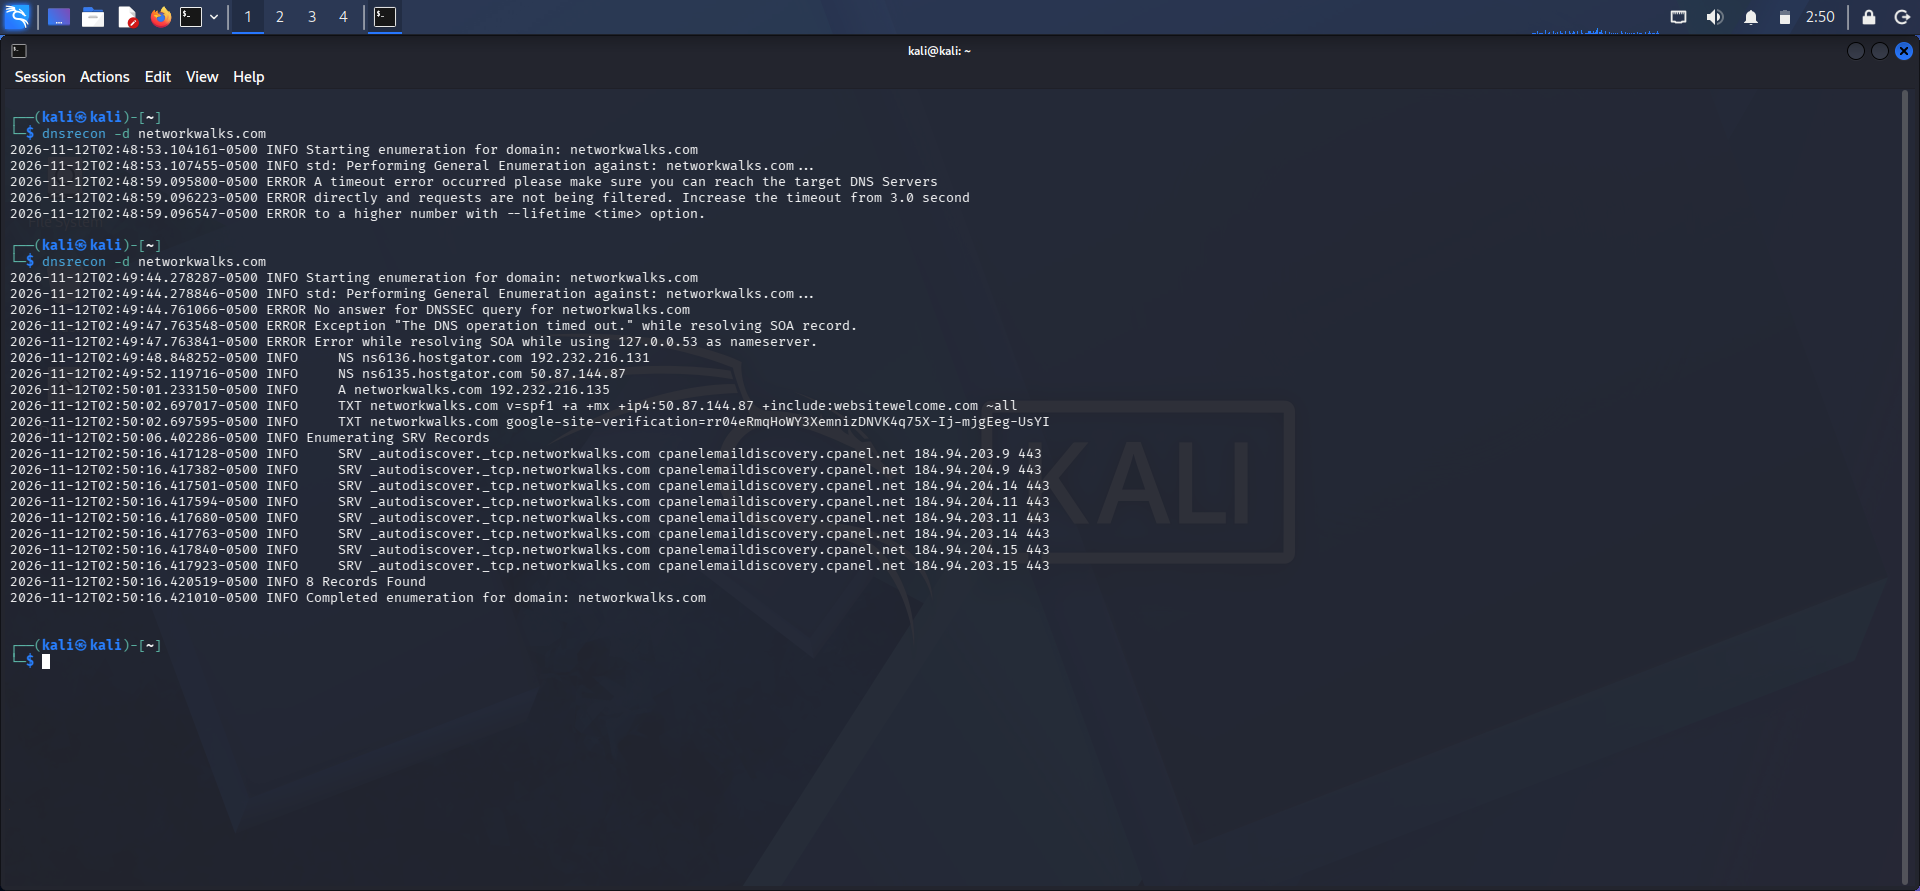 1 2 3 4 2:50
kali@kali: ~
Session Actions Edit View Help
┌──(kali㉿kali)-[~]
└─$ dnsrecon -d networkwalks.com
2026-11-12T02:48:53.104161-0500 INFO Starting enumeration for domain: networkwalks.com
2026-11-12T02:48:53.107455-0500 INFO std: Performing General Enumeration against: networkwalks.com...
2026-11-12T02:48:59.095800-0500 ERROR A timeout error occurred please make sure you can reach the target DNS Servers
2026-11-12T02:48:59.096223-0500 ERROR directly and requests are not being filtered. Increase the timeout from 3.0 second
2026-11-12T02:48:59.096547-0500 ERROR to a higher number with --lifetime <time> option.
┌──(kali㉿kali)-[~]
└─$ dnsrecon -d networkwalks.com
2026-11-12T02:49:44.278287-0500 INFO Starting enumeration for domain: networkwalks.com
2026-11-12T02:49:44.278846-0500 INFO std: Performing General Enumeration against: networkwalks.com...
2026-11-12T02:49:44.761066-0500 ERROR No answer for DNSSEC query for networkwalks.com
2026-11-12T02:49:47.763548-0500 ERROR Exception "The DNS operation timed out." while resolving SOA record.
2026-11-12T02:49:47.763841-0500 ERROR Error while resolving SOA while using 127.0.0.53 as nameserver.
2026-11-12T02:49:48.848252-0500 INFO NS ns6136.hostgator.com 192.232.216.131
2026-11-12T02:49:52.119716-0500 INFO NS ns6135.hostgator.com 50.87.144.87
2026-11-12T02:50:01.233150-0500 INFO A networkwalks.com 192.232.216.135
2026-11-12T02:50:02.697017-0500 INFO TXT networkwalks.com v=spf1 +a +mx +ip4:50.87.144.87 +include:websitewelcome.com ~all
2026-11-12T02:50:02.697595-0500 INFO TXT networkwalks.com google-site-verification=rr04eRmqHoWY3XemnizDNVK4q75X-Ij-mjgEeg-UsYI
2026-11-12T02:50:06.402286-0500 INFO Enumerating SRV Records
2026-11-12T02:50:16.417128-0500 INFO SRV _autodiscover._tcp.networkwalks.com cpanelemaildiscovery.cpanel.net 184.94.203.9 443
2026-11-12T02:50:16.417382-0500 INFO SRV _autodiscover._tcp.networkwalks.com cpanelemaildiscovery.cpanel.net 184.94.204.9 443
2026-11-12T02:50:16.417501-0500 INFO SRV _autodiscover._tcp.networkwalks.com cpanelemaildiscovery.cpanel.net 184.94.204.14 443
2026-11-12T02:50:16.417594-0500 INFO SRV _autodiscover._tcp.networkwalks.com cpanelemaildiscovery.cpanel.net 184.94.204.11 443
2026-11-12T02:50:16.417680-0500 INFO SRV _autodiscover._tcp.networkwalks.com cpanelemaildiscovery.cpanel.net 184.94.203.11 443
2026-11-12T02:50:16.417763-0500 INFO SRV _autodiscover._tcp.networkwalks.com cpanelemaildiscovery.cpanel.net 184.94.203.14 443
2026-11-12T02:50:16.417840-0500 INFO SRV _autodiscover._tcp.networkwalks.com cpanelemaildiscovery.cpanel.net 184.94.204.15 443
2026-11-12T02:50:16.417923-0500 INFO SRV _autodiscover._tcp.networkwalks.com cpanelemaildiscovery.cpanel.net 184.94.203.15 443
2026-11-12T02:50:16.420519-0500 INFO 8 Records Found
2026-11-12T02:50:16.421010-0500 INFO Completed enumeration for domain: networkwalks.com
┌──(kali㉿kali)-[~]
└─$
KALI